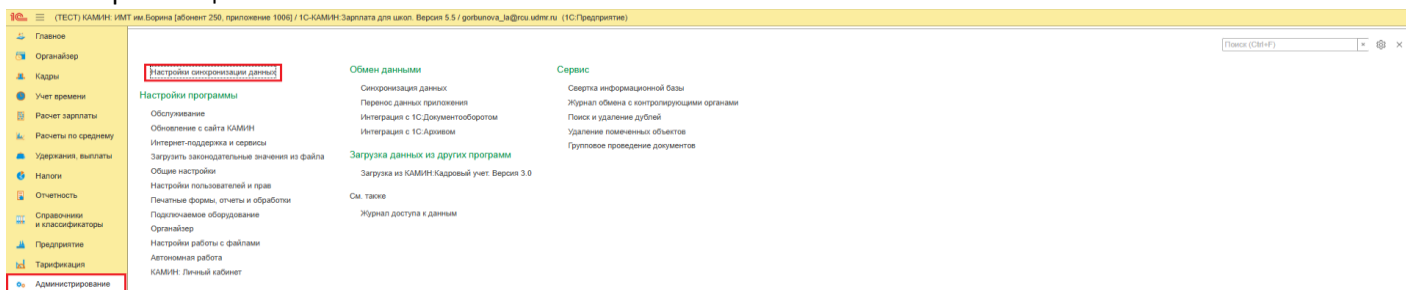 (ТЕСТ) КАМИН: ИМТ им.Борина [абонент 250, приложение 1006] / 1С-КАМИН:Зарплата для школ. Версия 5.5 / gorbunova_la@rcu.udmr.ru (1С:Предприятие)
Поиск (Ctrl+F)
Главное
Органайзер
Кадры
Учет времени
Расчет зарплаты
Расчеты по среднему
Удержания, выплаты
Налоги
Отчетность
Справочники
и классификаторы
Предприятие
Тарификация
Администрирование
Настройки синхронизации данных
Настройки программы
Обслуживание
Обновление с сайта КАМИН
Интернет-поддержка и сервисы
Загрузить законодательные значения из файла
Общие настройки
Настройки пользователей и прав
Печатные формы, отчеты и обработки
Подключаемое оборудование
Органайзер
Настройки работы с файлами
Автономная работа
КАМИН: Личный кабинет
Обмен данными
Синхронизация данных
Перенос данных приложения
Интеграция с 1С:Документооборотом
Интеграция с 1С:Архивом
Загрузка данных из других программ
Загрузка из КАМИН:Кадровый учет. Версия 3.0
См. также
Журнал доступа к данным
Сервис
Свертка информационной базы
Журнал обмена с контролирующими органами
Поиск и удаление дублей
Удаление помеченных объектов
Групповое проведение документов